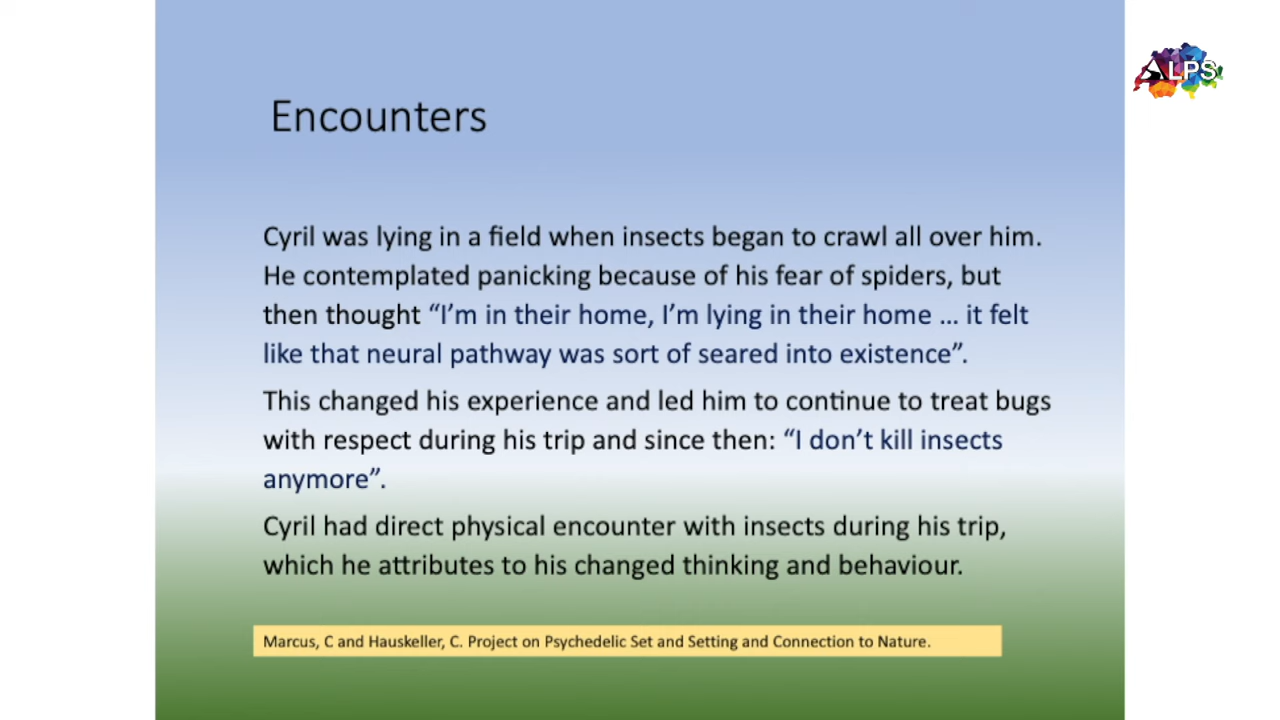 ALPS
Encounters
Cyril was lying in a field when insects began to crawl all over him.
He contemplated panicking because of his fear of spiders, but
then thought “I’m in their home, I’m lying in their home … it felt
like that neural pathway was sort of seared into existence”.
This changed his experience and led him to continue to treat bugs
with respect during his trip and since then: “I don’t kill insects
anymore”.
Cyril had direct physical encounter with insects during his trip,
which he attributes to his changed thinking and behaviour.
Marcus, C and Hauskeller, C. Project on Psychedelic Set and Setting and Connection to Nature.